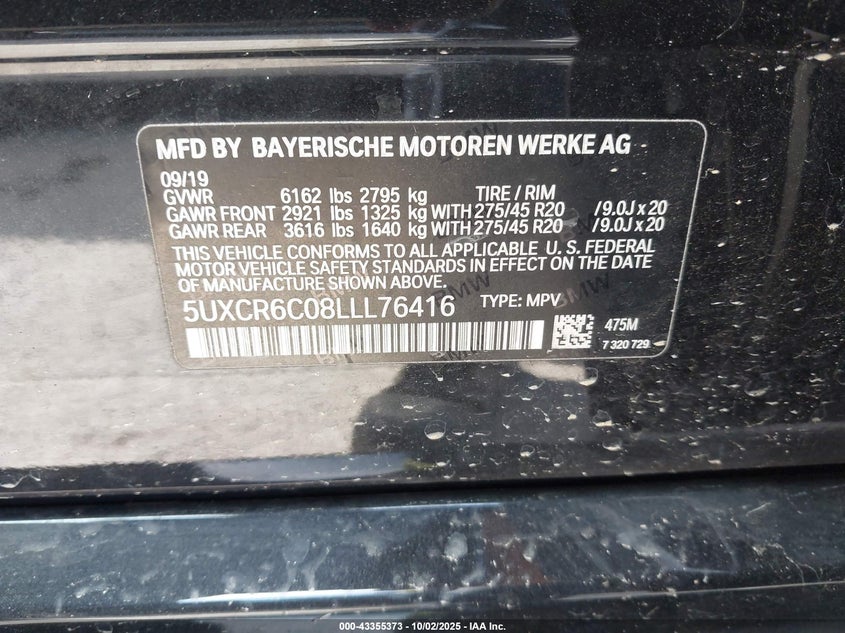 MFD BY BAYERISCHE MOTOREN WERKE AG
09/19
GVWR 6162 lbs 2795 kg TIRE / RIM
GAWR FRONT 2921 lbs 1325 kg WITH 275/45 R20 /9.0J x 20
GAWR REAR 3616 lbs 1640 kg WITH 275/45 R20 /9.0J x 20
THIS VEHICLE CONFORMS TO ALL APPLICABLE U. S. FEDERAL
MOTOR VEHICLE SAFETY STANDARDS IN EFFECT ON THE DATE
OF MANUFACTURE SHOWN ABOVE.
5UXCR6C08LLL76416 TYPE: MPV
475M
7 320 729
000-43355373 - 10/02/2025 - IAA Inc.